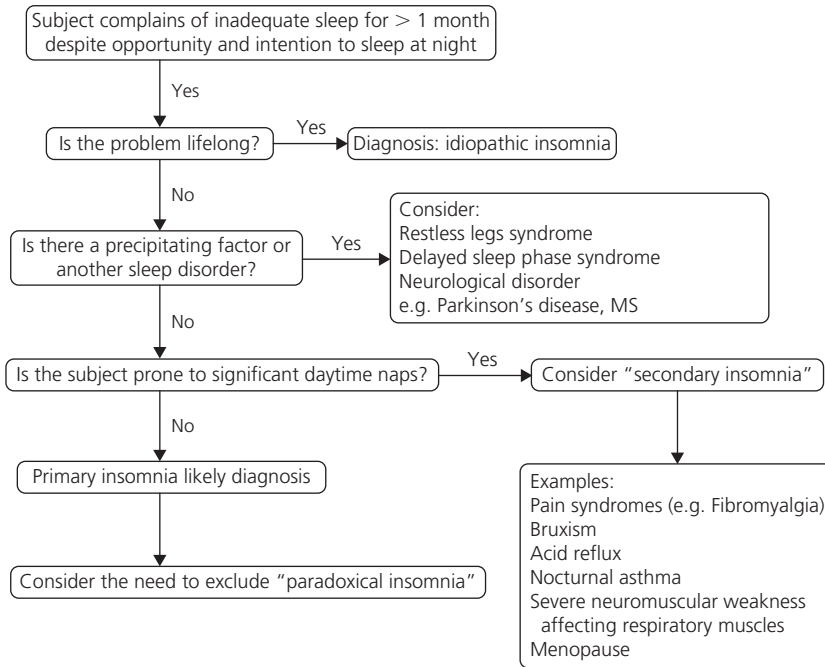 Subject complains of inadequate sleep for > 1 month
despite opportunity and intention to sleep at night
Yes
Is the problem lifelong?
Yes
Diagnosis: idiopathic insomnia
No
Is there a precipitating factor or
another sleep disorder?
Yes
Consider:
Restless legs syndrome
Delayed sleep phase syndrome
Neurological disorder
e.g. Parkinson’s disease, MS
No
Is the subject prone to significant daytime naps?
Yes
Consider “secondary insomnia”
No
Primary insomnia likely diagnosis
Consider the need to exclude “paradoxical insomnia”
Examples:
Pain syndromes (e.g. Fibromyalgia)
Bruxism
Acid reflux
Nocturnal asthma
Severe neuromuscular weakness
affecting respiratory muscles
Menopause